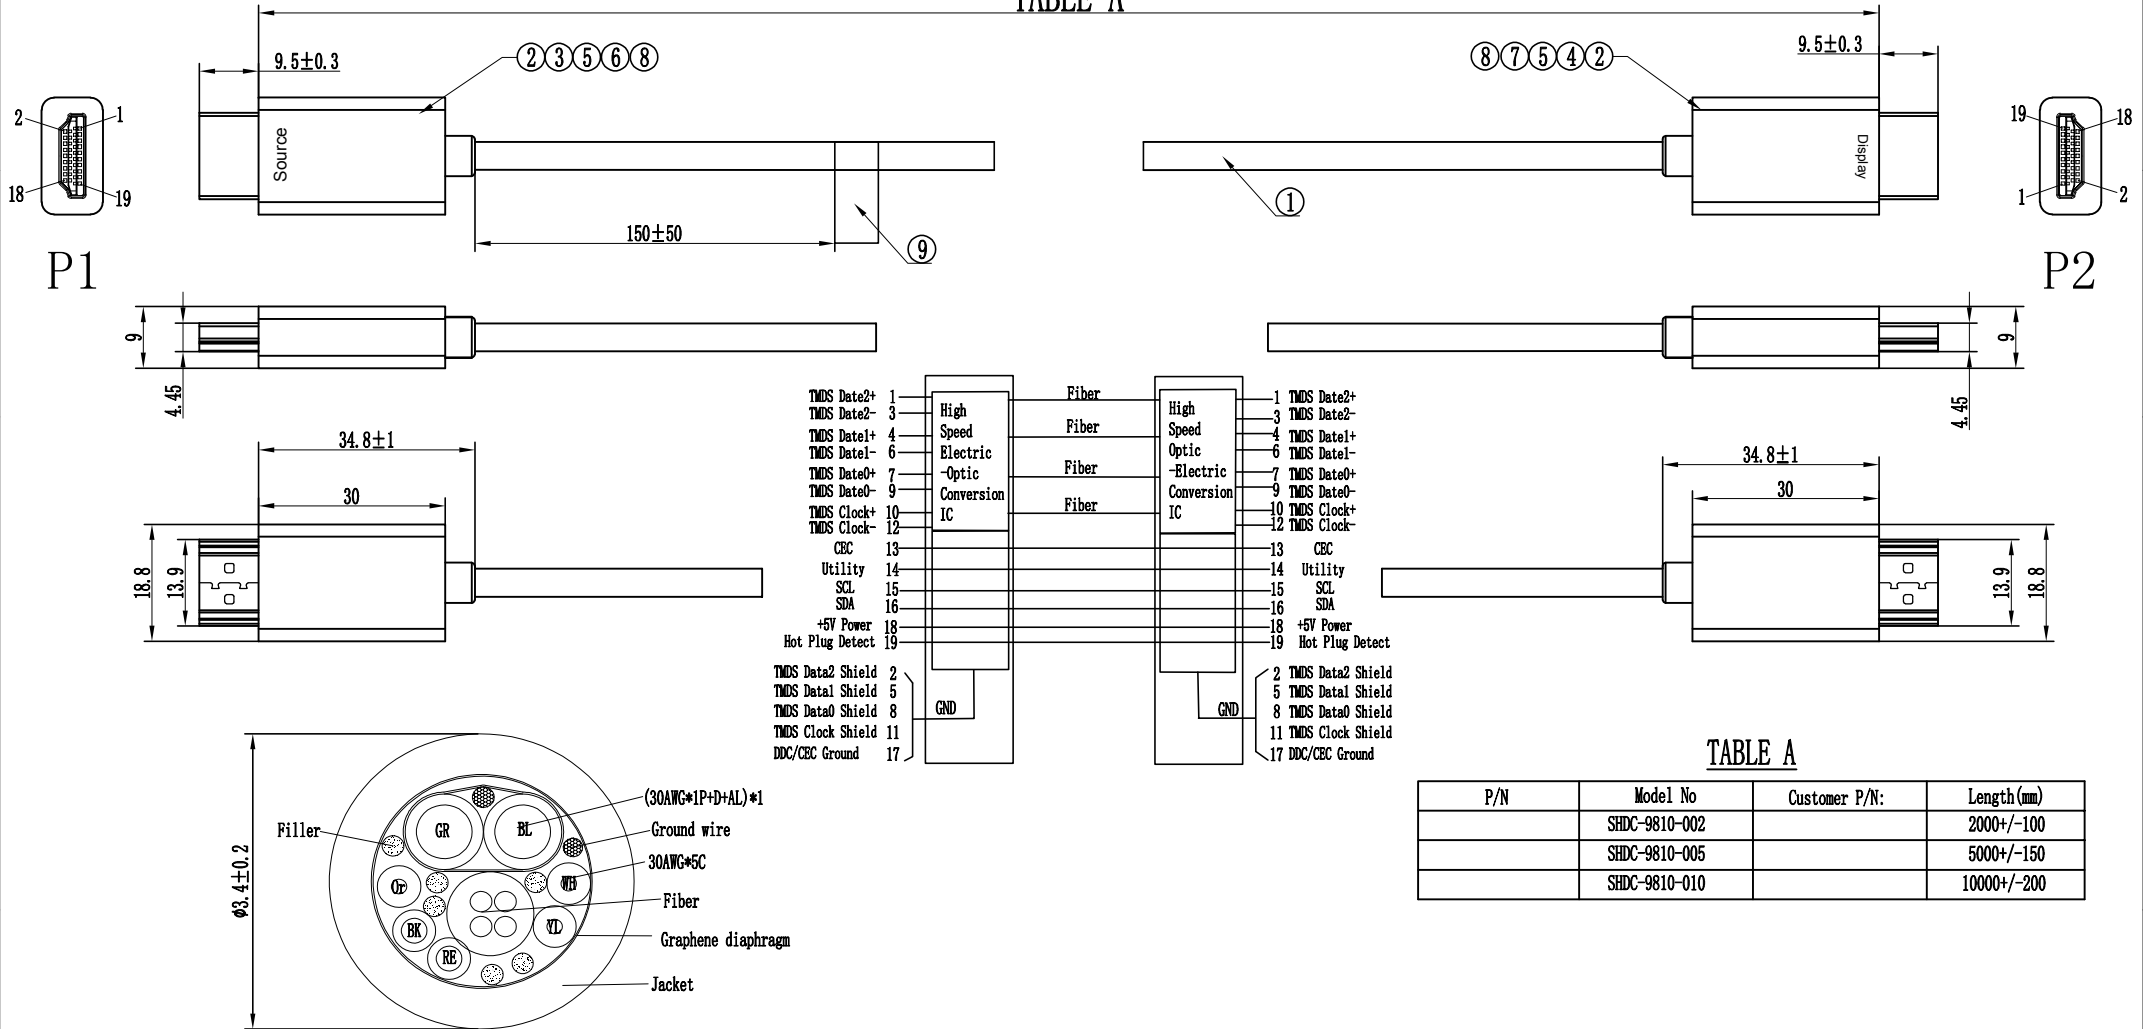 TABLE A
9.5±0.3
②③⑤⑥⑧
⑧⑦⑤④②
9.5±0.3
2
1
18
19
Source
Display
19
18
1
2
①
150±50
⑨
P1
P2
9
4.45
9
4.45
34.8±1
30
18.8
13.9
34.8±1
30
13.9
18.8
TMDS Date2+ 1
TMDS Date2- 3
TMDS Date1+ 4
TMDS Date1- 6
TMDS Date0+ 7
TMDS Date0- 9
TMDS Clock+ 10
TMDS Clock- 12
CEC 13
Utility 14
SCL 15
SDA 16
+5V Power 18
Hot Plug Detect 19
TMDS Data2 Shield 2
TMDS Data1 Shield 5
TMDS Data0 Shield 8
TMDS Clock Shield 11
DDC/CEC Ground 17
High
Speed
Electric
-Optic
Conversion
IC
GND
Fiber
Fiber
Fiber
Fiber
High
Speed
Optic
-Electric
Conversion
IC
GND
1 TMDS Date2+
3 TMDS Date2-
4 TMDS Date1+
6 TMDS Date1-
7 TMDS Date0+
9 TMDS Date0-
10 TMDS Clock+
12 TMDS Clock-
13 CEC
14 Utility
15 SCL
16 SDA
18 +5V Power
19 Hot Plug Detect
2 TMDS Data2 Shield
5 TMDS Data1 Shield
8 TMDS Data0 Shield
11 TMDS Clock Shield
17 DDC/CEC Ground
ø3.4±0.2
Filler
GR
BL
Or
WH
BK
YL
RE
(30AWG*1P+D+AL)*1
Ground wire
30AWG*5C
Fiber
Graphene diaphragm
Jacket
TABLE A
P/N Model No Customer P/N: Length(mm)
SHDC-9810-002 2000+/-100
SHDC-9810-005 5000+/-150
SHDC-9810-010 10000+/-200